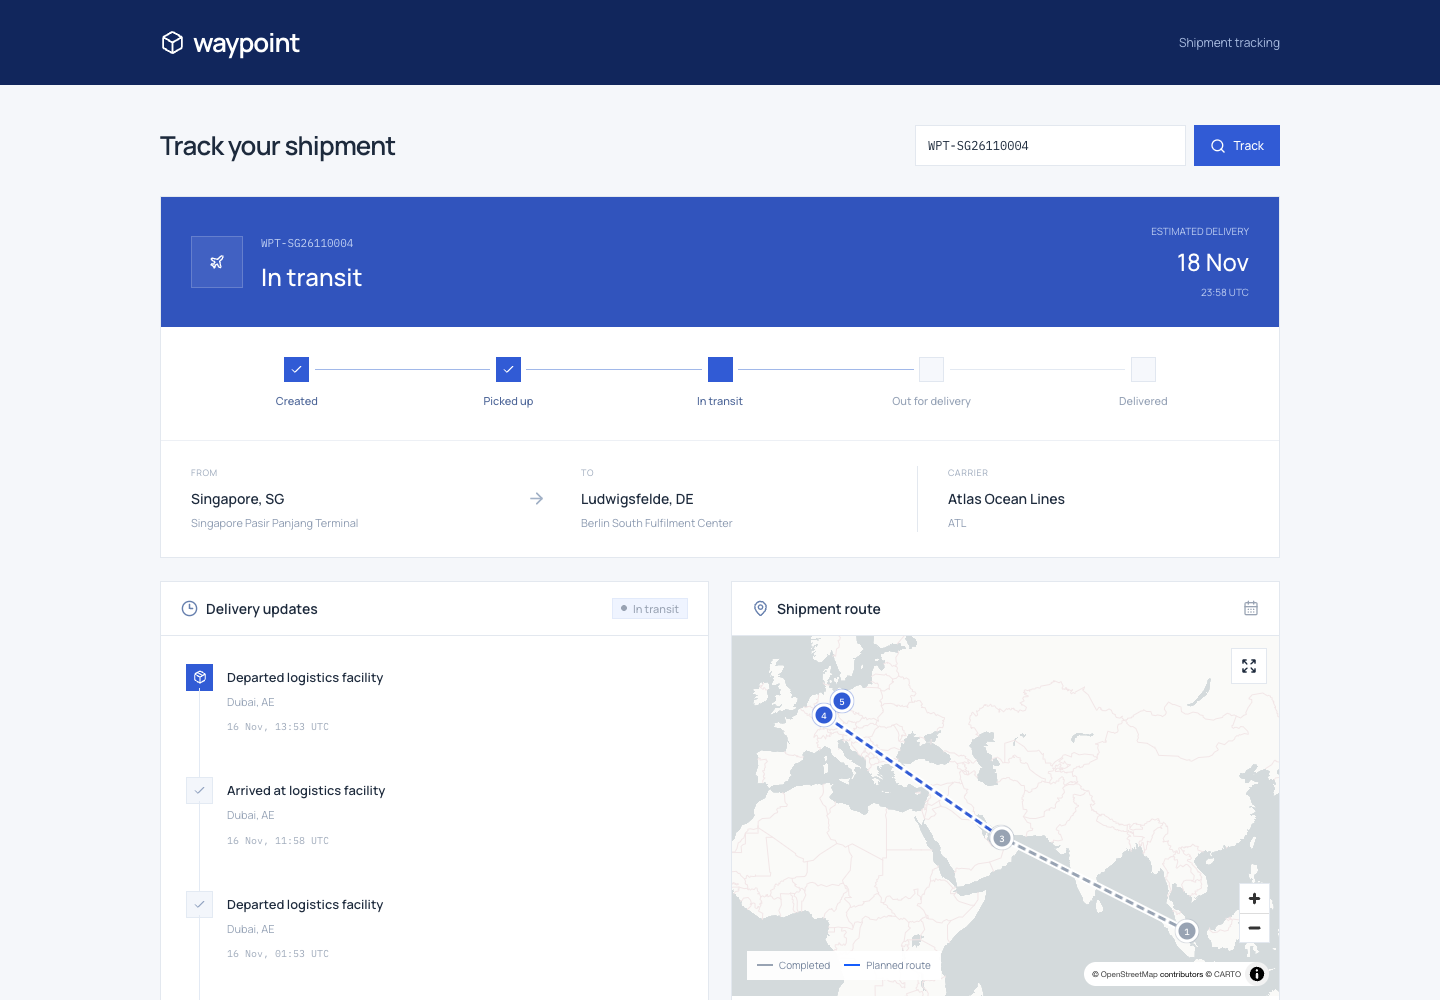 waypoint
Shipment tracking
Track your shipment
WPT-SG26110004
Track
WPT-SG26110004
In transit
ESTIMATED DELIVERY
18 Nov
23:58 UTC
Created
Picked up
In transit
Out for delivery
Delivered
FROM
Singapore, SG
Singapore Pasir Panjang Terminal
TO
Ludwigsfelde, DE
Berlin South Fulfilment Center
CARRIER
Atlas Ocean Lines
ATL
Delivery updates
In transit
Departed logistics facility
Dubai, AE
16 Nov, 13:53 UTC
Arrived at logistics facility
Dubai, AE
16 Nov, 11:58 UTC
Departed logistics facility
Dubai, AE
16 Nov, 01:53 UTC
Shipment route
5
4
3
1
Completed
Planned route
© OpenStreetMap contributors © CARTO